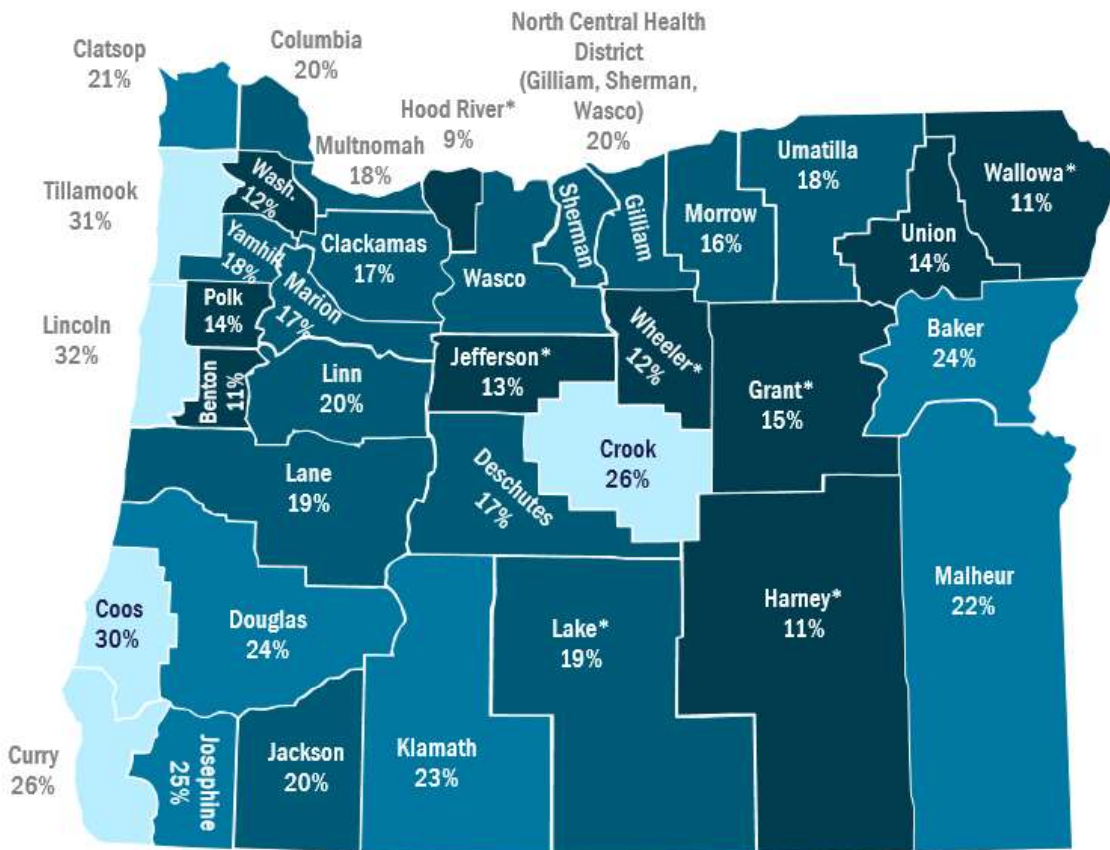 Clatsop
21%
Columbia
20%
North Central Health
District
(Gilliam, Sherman,
Wasco)
20%
Hood River*
9%
Multnomah
18%
Tillamook
31%
Wash.
12%
Yamhill
18%
Clackamas
17%
Marion
17%
Wasco
Sherman
Gilliam
Morrow
16%
Umatilla
18%
Union
14%
Wallowa*
11%
Lincoln
32%
Polk
14%
Benton
11%
Linn
20%
Jefferson*
13%
Wheeler*
12%
Grant*
15%
Baker
24%
Lane
19%
Deschutes
17%
Crook
26%
Coos
30%
Douglas
24%
Lake*
19%
Harney*
11%
Malheur
22%
Curry
26%
Josephine
25%
Jackson
20%
Klamath
23%